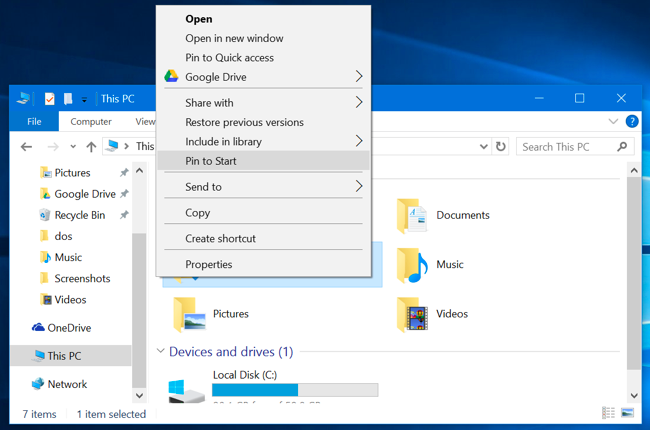 Open
Open in new window
Pin to Quick access
Google Drive
Share with
Restore previous versions
Include in library
Pin to Start
Send to
Copy
Create shortcut
Properties
This PC
File
Computer
This
Search This PC
Pictures
Google Drive
Recycle Bin
dos
Music
Screenshots
Videos
OneDrive
This PC
Network
Documents
Music
Pictures
Videos
Devices and drives (1)
Local Disk (C:)
7 items
1 item selected